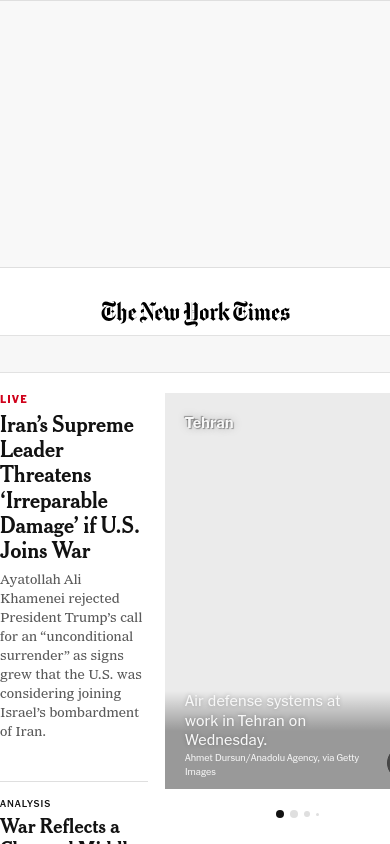 The New York Times
LIVE
Iran’s Supreme
Leader
Threatens
‘Irreparable
Damage’ if U.S.
Joins War
Ayatollah Ali
Khamenei rejected
President Trump’s call
for an “unconditional
surrender” as signs
grew that the U.S. was
considering joining
Israel’s bombardment
of Iran.
ANALYSIS
War Reflects a
Tehran
Air defense systems at
work in Tehran on
Wednesday.
Ahmet Dursun/Anadolu Agency, via Getty
Images